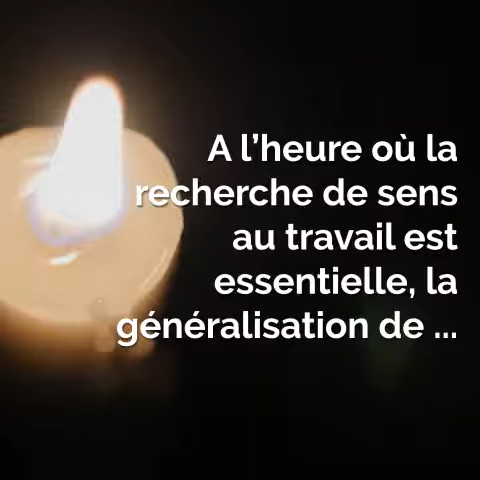 A l’heure où la
recherche de sens
au travail est
essentielle, la
généralisation de ...